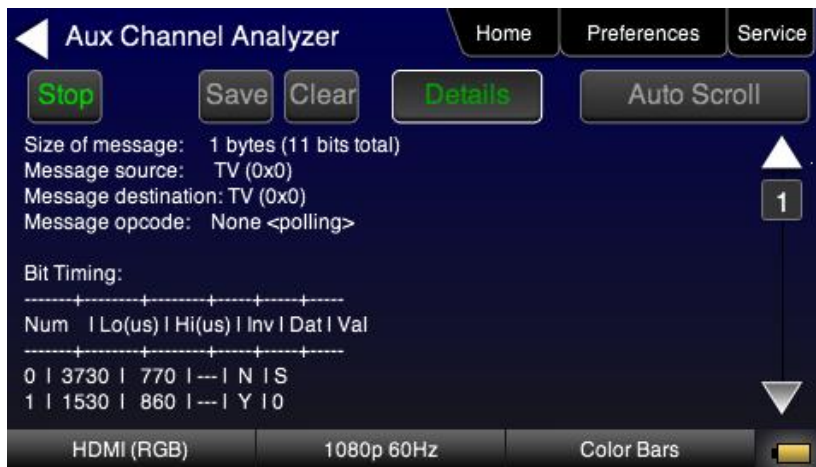 Aux Channel Analyzer Home Preferences Service
Stop Save Clear Details Auto Scroll
Size of message: 1 bytes (11 bits total)
Message source: TV (0x0)
Message destination: TV (0x0)
1
Message opcode: None <polling>
Bit Timing:
-------+--------+--------+-----+-----+-----
Num | Lo(us) | Hi(us) | Inv | Dat | Val
-------+--------+--------+-----+-----+-----
0 | 3730 | 770 |---| N | S
1 | 1530 | 860 |---| Y | 0
HDMI (RGB) 1080p 60Hz Color Bars